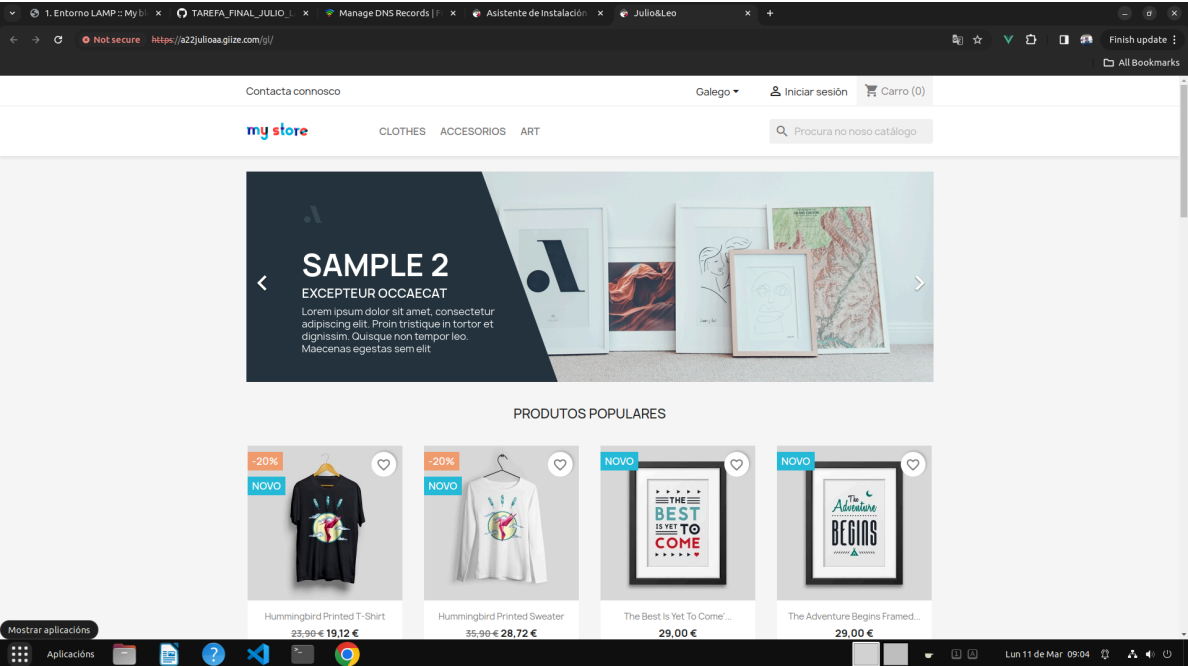 1. Entorno LAMP :: My bl
TAREFA_FINAL_JULIO_L
Manage DNS Records | F
Asistente de Instalación
Julio&Leo
Not secure https://a22julioaa.giize.com/gl/
Finish update
All Bookmarks
Contacta connosco
Galego
Iniciar sesión
Carro (0)
my store
CLOTHES ACCESORIOS ART
Procura no noso catálogo
SAMPLE 2
EXCEPTEUR OCCAECAT
Lorem ipsum dolor sit amet, consectetur
adipiscing elit. Proin tristique in tortor et
dignissim. Quisque non tempor leo.
Maecenas egestas sem elit
PRODUTOS POPULARES
-20%
NOVO
-20%
NOVO
NOVO
THE
BEST
IS YET TO
COME
NOVO
The
Adventure
BEGINS
Hummingbird Printed T-Shirt
23,90 € 19,12 €
Hummingbird Printed Sweater
35,90 € 28,72 €
The Best Is Yet To Come'...
29,00 €
The Adventure Begins Framed...
29,00 €
Mostrar aplicacións
Aplicacións
1 A
Lun 11 de Mar 09:04